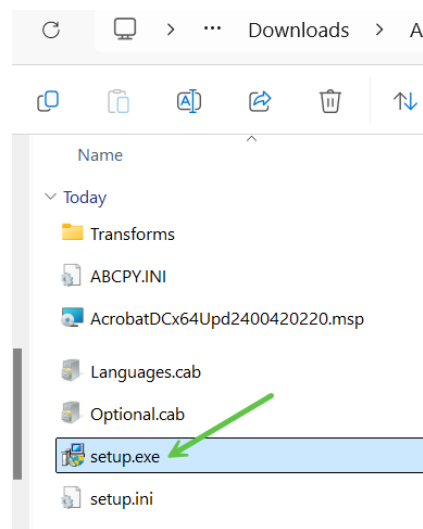 Downloads > A
Name
Today
Transforms
ABCPY.INI
AcrobatDCx64Upd2400420220.msp
Languages.cab
Optional.cab
setup.exe
setup.ini